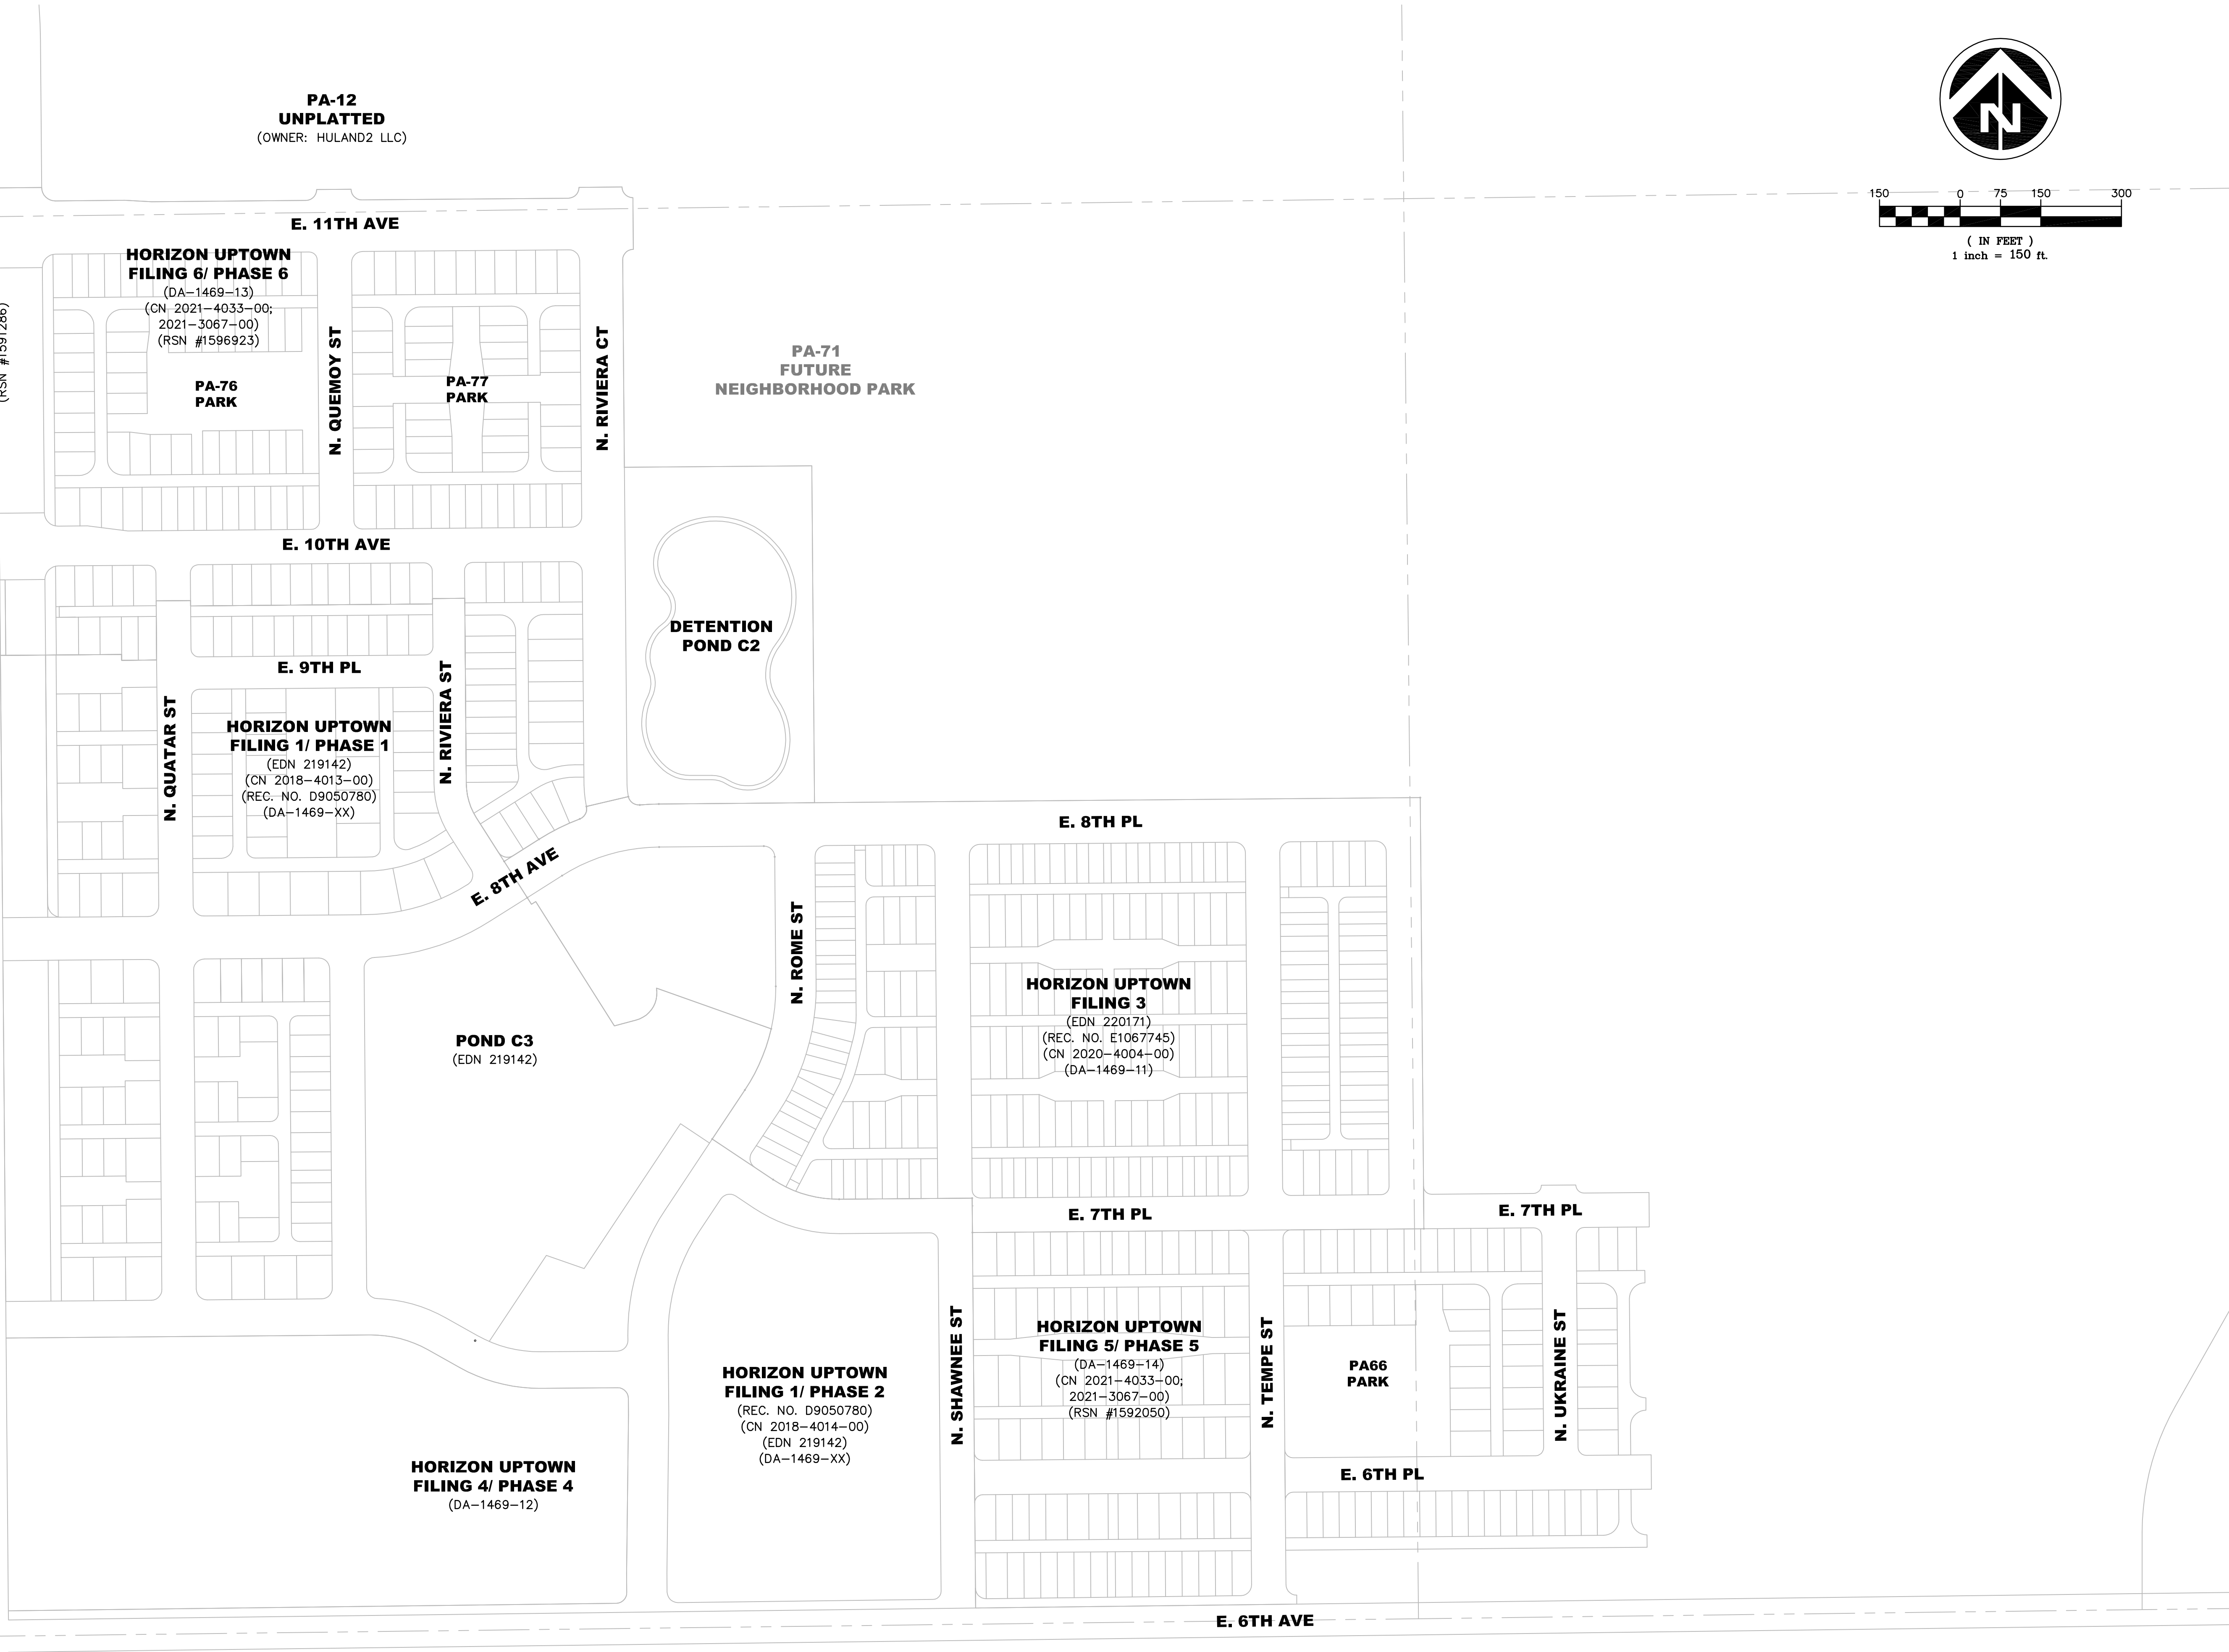 PA-12
UNPLATTED
(OWNER: HULAND2 LLC)
N
150 0 75 150 300
( IN FEET )
1 inch = 150 ft.
E. 11TH AVE
HORIZON UPTOWN
FILING 6/ PHASE 6
(DA-1469-13)
(CN 2021-4033-00;
2021-3067-00)
(RSN #1596923)
(RSN #1591286)
PA-76
PARK
N. QUEMOY ST
PA-77
PARK
N. RIVIERA CT
PA-71
FUTURE
NEIGHBORHOOD PARK
E. 10TH AVE
DETENTION
POND C2
E. 9TH PL
N. QUATAR ST
HORIZON UPTOWN
FILING 1/ PHASE 1
(EDN 219142)
(CN 2018-4013-00)
(REC. NO. D9050780)
(DA-1469-XX)
N. RIVIERA ST
E. 8TH AVE
E. 8TH PL
N. ROME ST
HORIZON UPTOWN
FILING 3
(EDN 220171)
(REC. NO. E1067745)
(CN 2020-4004-00)
(DA-1469-11)
POND C3
(EDN 219142)
E. 7TH PL
E. 7TH PL
HORIZON UPTOWN
FILING 1/ PHASE 2
(REC. NO. D9050780)
(CN 2018-4014-00)
(EDN 219142)
(DA-1469-XX)
N. SHAWNEE ST
HORIZON UPTOWN
FILING 5/ PHASE 5
(DA-1469-14)
(CN 2021-4033-00;
2021-3067-00)
(RSN #1592050)
N. TEMPE ST
PA66
PARK
N. UKRAINE ST
HORIZON UPTOWN
FILING 4/ PHASE 4
(DA-1469-12)
E. 6TH PL
E. 6TH AVE